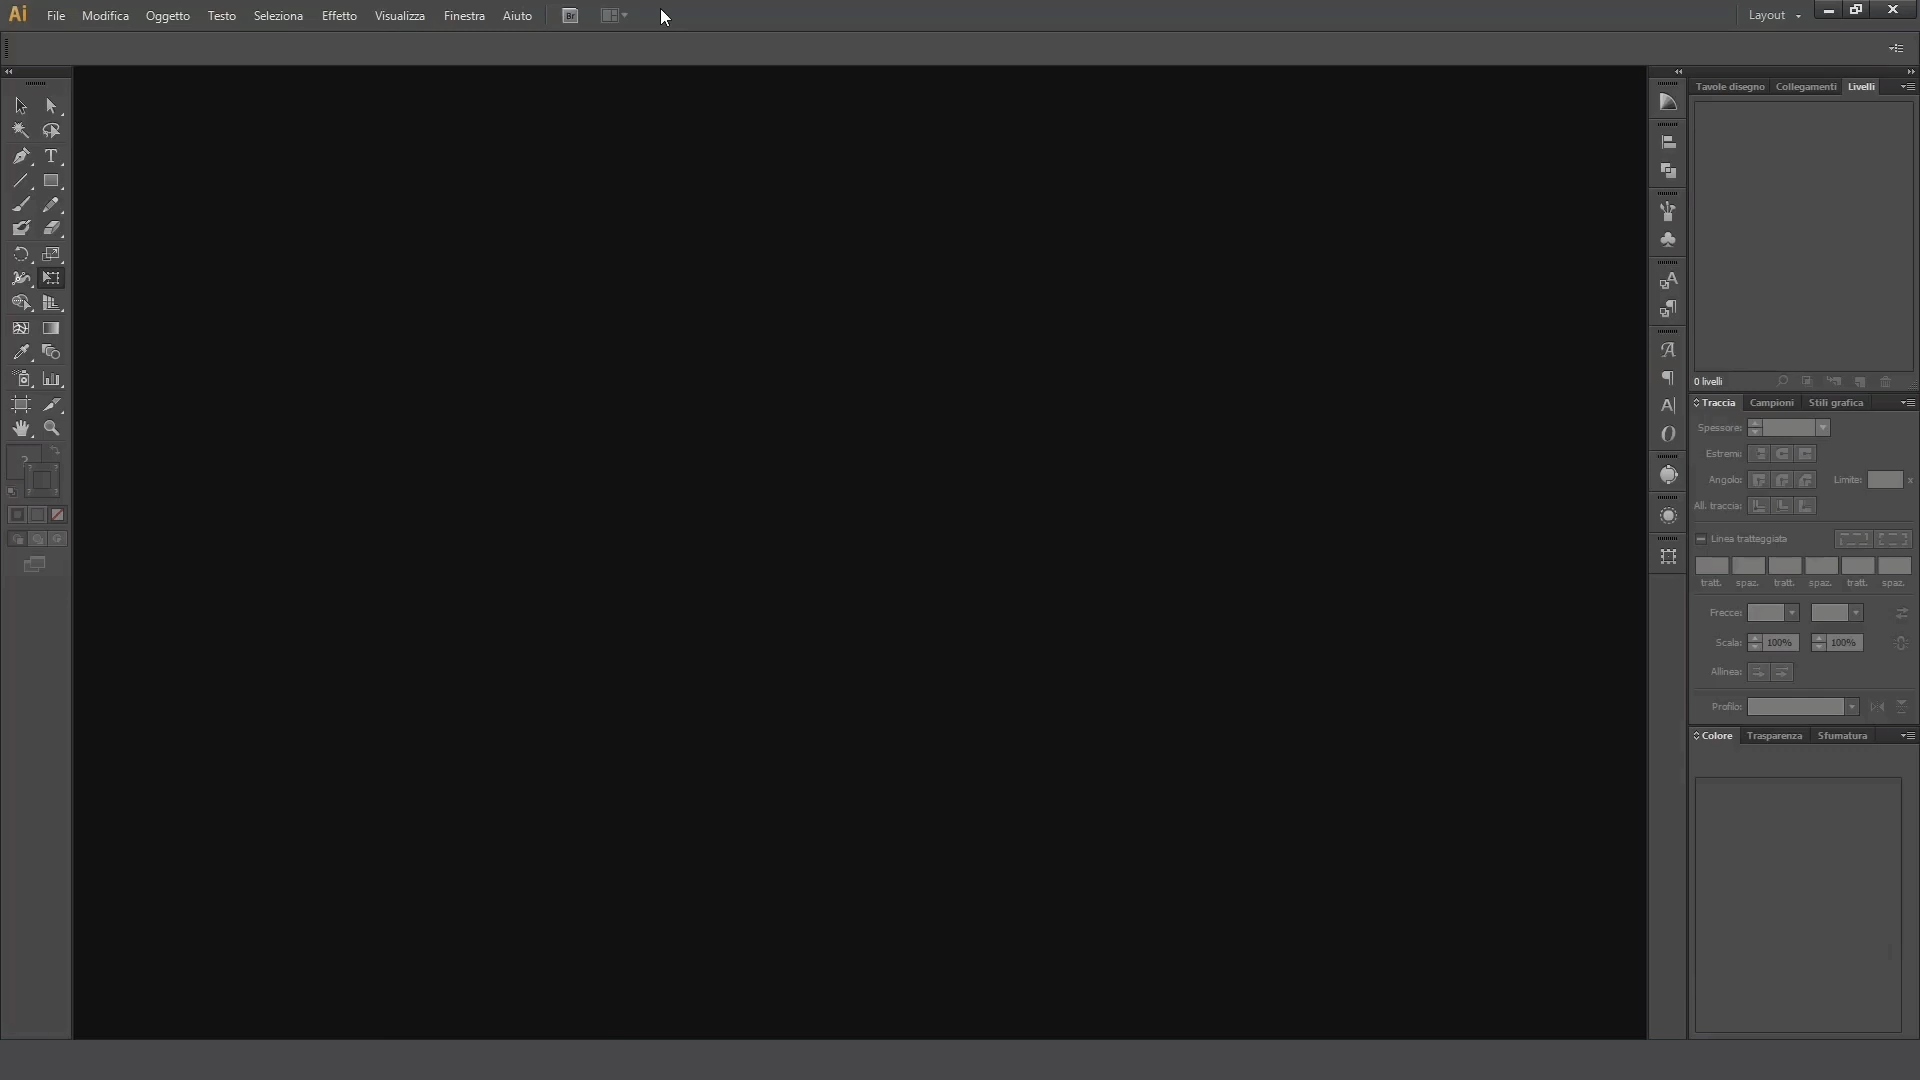 Ai File Modifica Oggetto Testo Seleziona Effetto Visualizza Finestra Aiuto Br Layout
Tavole disegno Collegamenti Livelli
0 livelli
Traccia Campioni Stili grafica
Spessore:
Estremi:
Angolo: Limite: x
All. traccia:
Linea tratteggiata
tratt. spaz. tratt. spaz. tratt. spaz.
Frecce:
Scala: 100% 100%
Allinea:
Profilo:
Colore Trasparenza Sfumatura